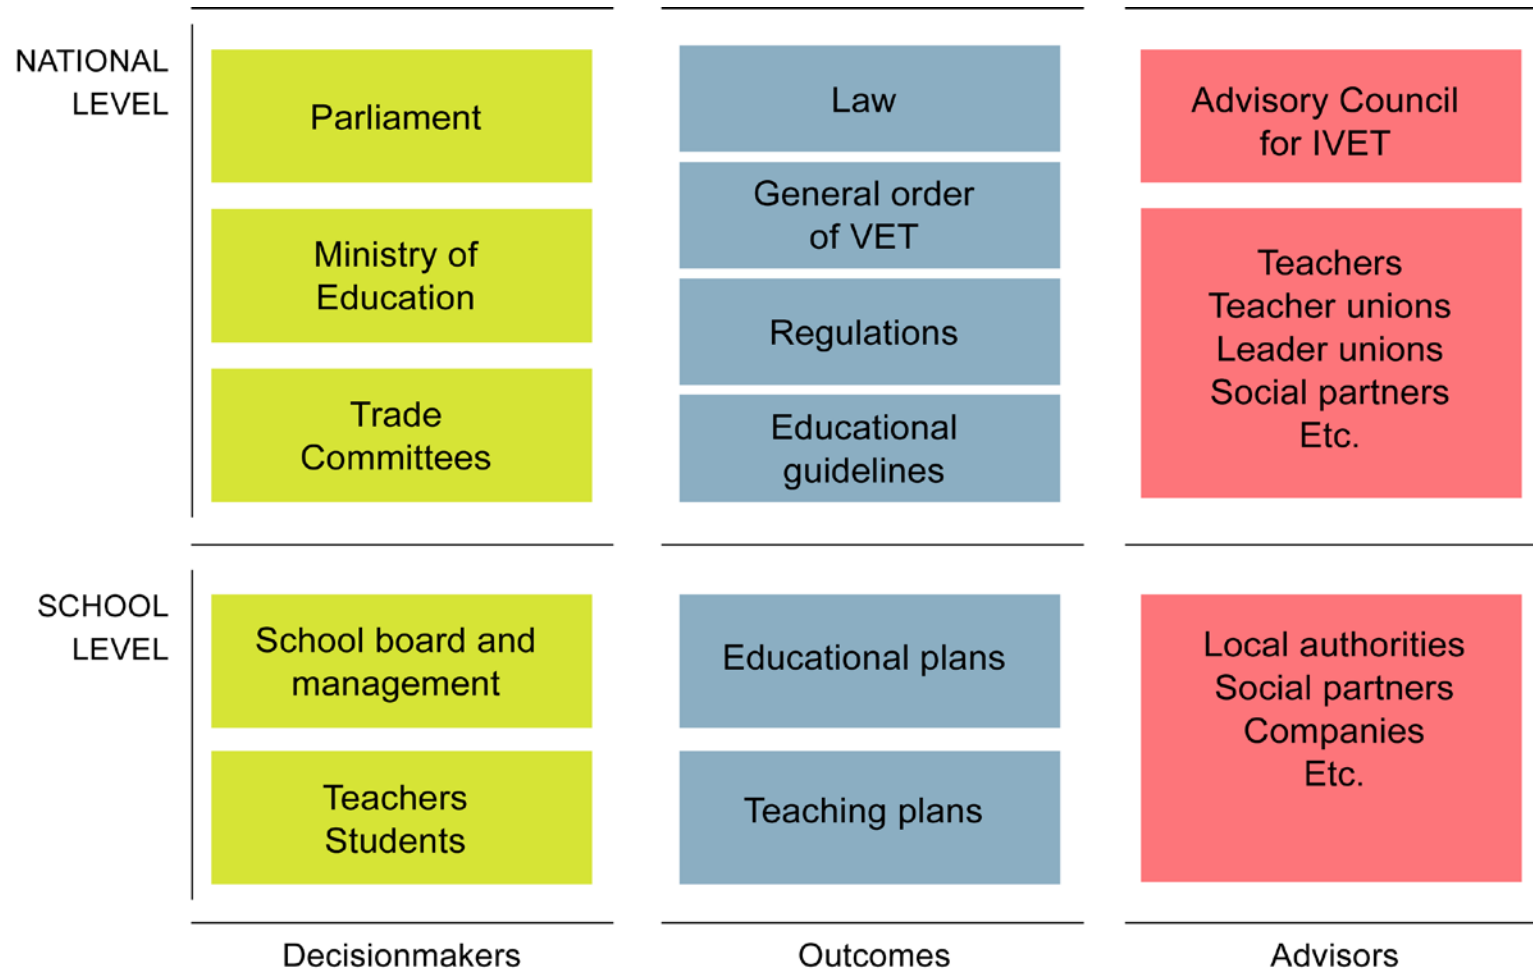 NATIONAL
LEVEL
Parliament
Ministry of
Education
Trade
Committees
Law
General order
of VET
Regulations
Educational
guidelines
Advisory Council
for IVET
Teachers
Teacher unions
Leader unions
Social partners
Etc.
SCHOOL
LEVEL
School board and
management
Teachers
Students
Educational plans
Teaching plans
Local authorities
Social partners
Companies
Etc.
Decisionmakers
Outcomes
Advisors